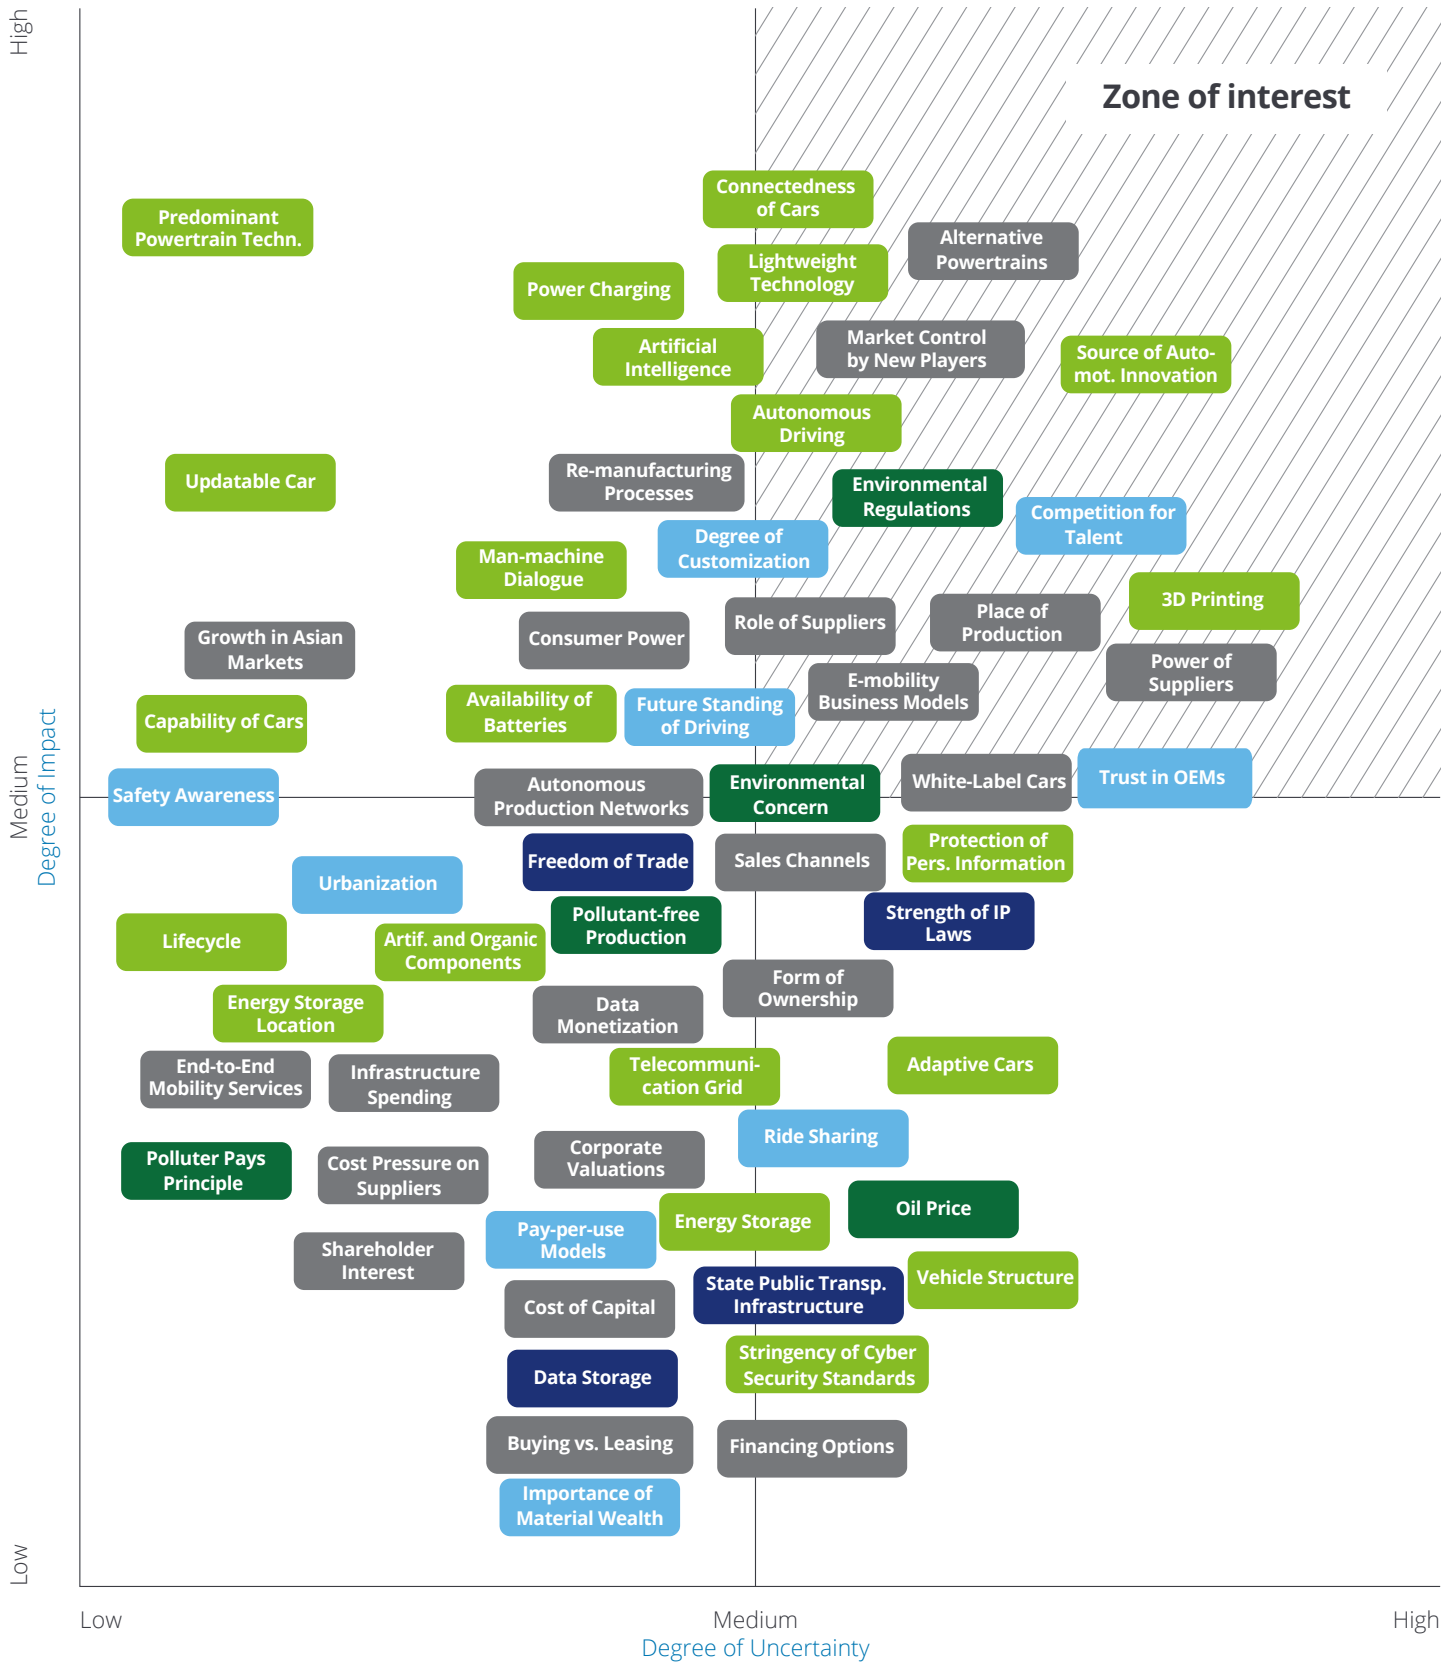 High
Zone of interest
Connectedness
of Cars
Predominant
Powertrain Techn.
Alternative
Powertrains
Lightweight
Technology
Power Charging
Market Control
by New Players
Artificial
Intelligence
Source of Auto-
mot. Innovation
Autonomous
Driving
Re-manufacturing
Processes
Updatable Car
Environmental
Regulations
Competition for
Talent
Degree of
Customization
Man-machine
Dialogue
3D Printing
Role of Suppliers
Place of
Production
Growth in Asian
Markets
Consumer Power
Power of
Suppliers
E-mobility
Business Models
Availability of
Batteries
Future Standing
of Driving
Capability of Cars
Medium
Degree of Impact
Safety Awareness
Autonomous
Production Networks
Environmental
Concern
White-Label Cars
Trust in OEMs
Freedom of Trade
Sales Channels
Protection of
Pers. Information
Urbanization
Pollutant-free
Production
Strength of IP
Laws
Lifecycle
Artif. and Organic
Components
Form of
Ownership
Energy Storage
Location
Data
Monetization
End-to-End
Mobility Services
Infrastructure
Spending
Telecommuni-
cation Grid
Adaptive Cars
Ride Sharing
Polluter Pays
Principle
Cost Pressure on
Suppliers
Corporate
Valuations
Energy Storage
Oil Price
Pay-per-use
Models
Shareholder
Interest
State Public Transp.
Infrastructure
Vehicle Structure
Cost of Capital
Stringency of Cyber
Security Standards
Data Storage
Buying vs. Leasing
Financing Options
Importance of
Material Wealth
Low
Low
Medium
High
Degree of Uncertainty